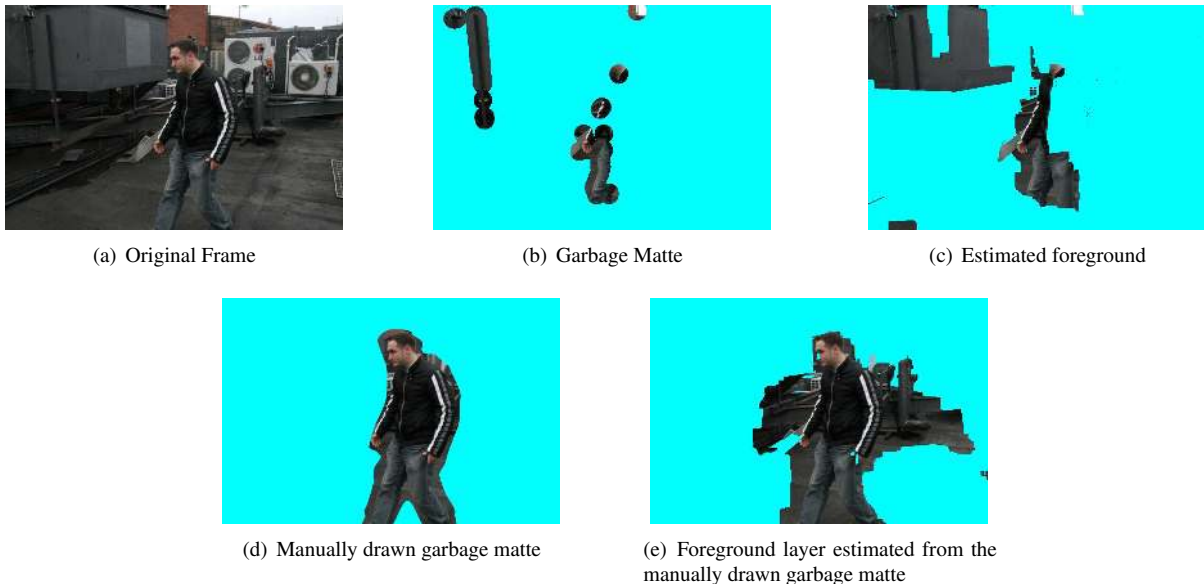 (a) Original Frame
(b) Garbage Matte
(c) Estimated foreground
(d) Manually drawn garbage matte
(e) Foreground layer estimated from the
manually drawn garbage matte